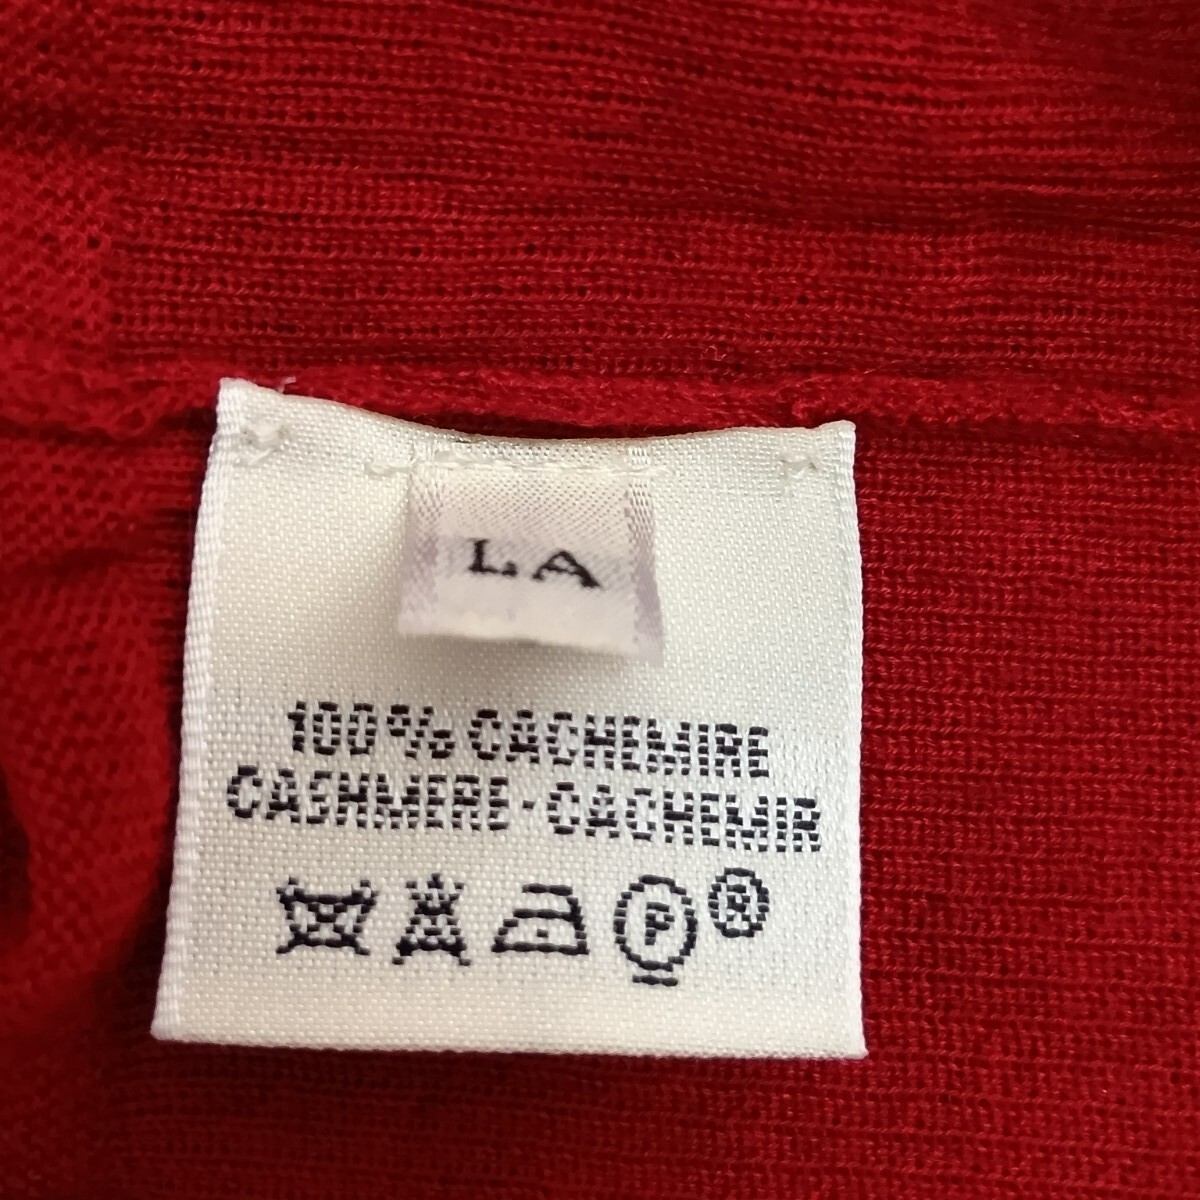 LA
100% CACHEMIRE
CASHMERE·CACHEMIR
P ®